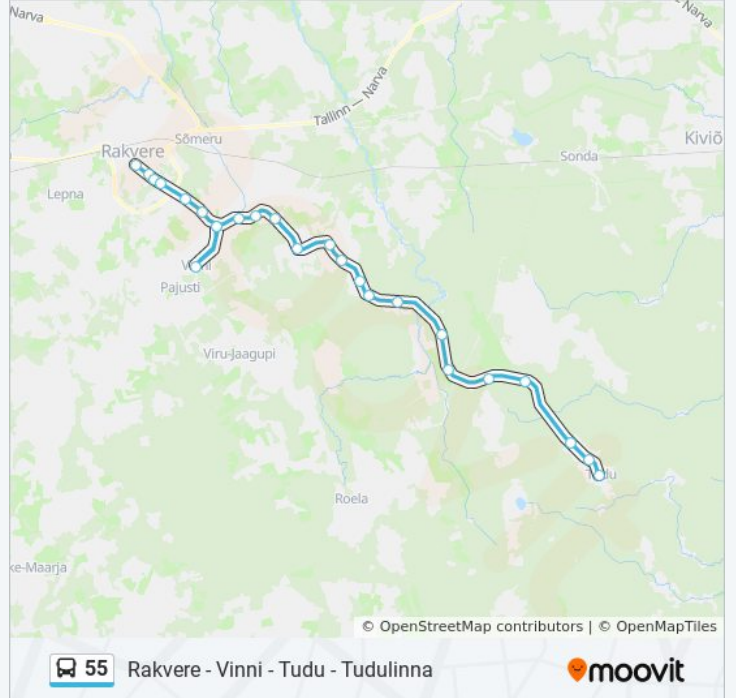 Narva
Narva
Tallinn — Narva
Sõmeru
Rakvere
Kiviõ
Sonda
Lepna
Pajusti
Viru-Jaagupi
Tudu
Roela
ke-Maarja
© OpenStreetMap contributors | © OpenMapTiles
55 Rakvere - Vinni - Tudu - Tudulinna
moovit